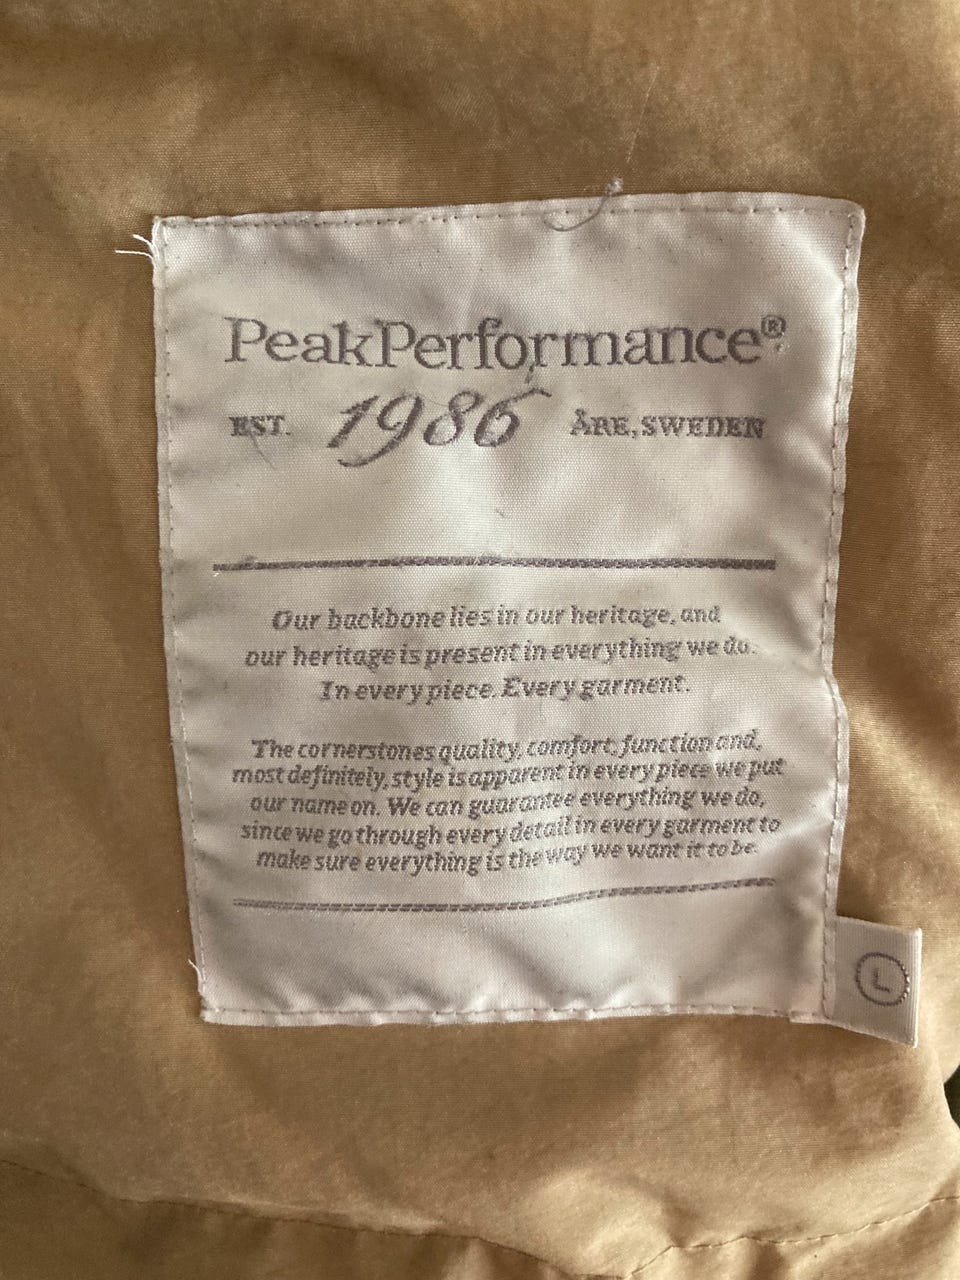 PeakPerformance®
EST. 1986 ÅRE, SWEDEN
Our backbone lies in our heritage, and
our heritage is present in everything we do.
In every piece. Every garment.
The cornerstones quality, comfort, function and,
most definitely, style is apparent in every piece we put
our name on. We can guarantee everything we do,
since we go through every detail in every garment to
make sure everything is the way we want it to be.
L